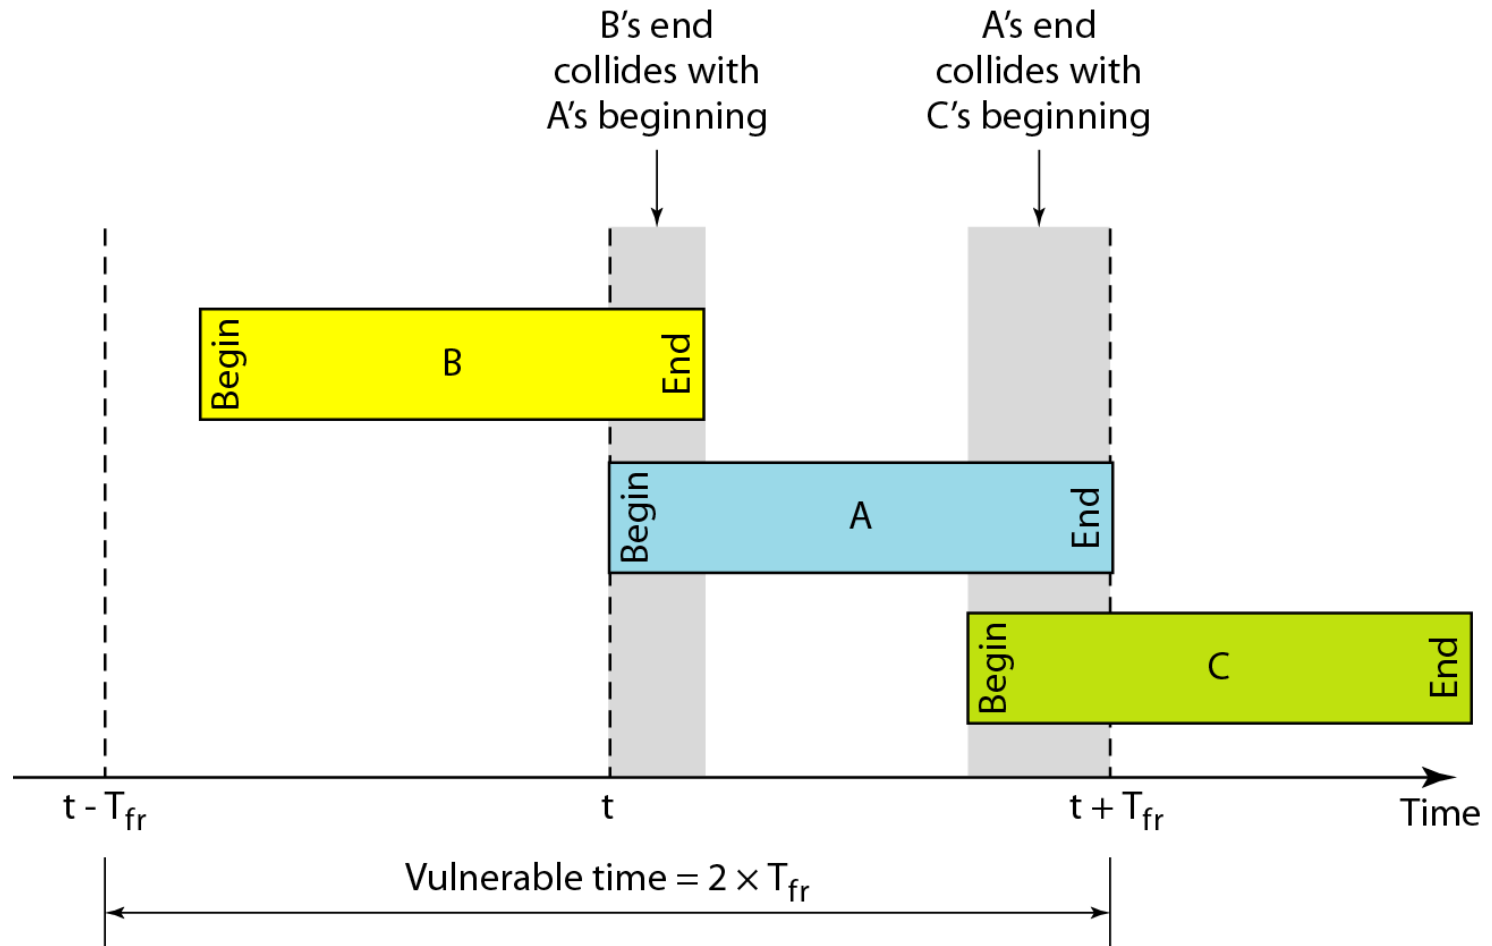 B's end
collides with
A's beginning
A's end
collides with
C's beginning
Begin
B
End
Begin
A
End
Begin
C
End
t - Tfr
t
t + Tfr
Time
Vulnerable time = 2 × Tfr